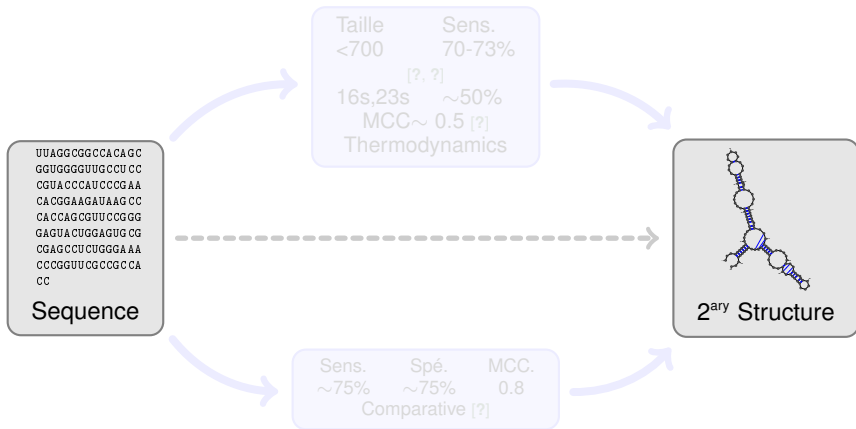 Taille Sens.
<700 70-73%
[?, ?]
16s,23s ∼50%
MCC∼ 0.5 [?]
Thermodynamics
UUAGGCGGCCACAGC
GGUGGGGUUGCCUCC
CGUACCCAUCCCGAA
CACGGAAGAUAAGCC
CACCAGCGUUCCGGG
GAGUACUGGAGUGCG
CGAGCCUCUGGGAAA
CCCGGUUCGCCGCCA
CC
Sequence
2ary Structure
Sens. Spé. MCC.
∼75% ∼75% 0.8
Comparative [?]